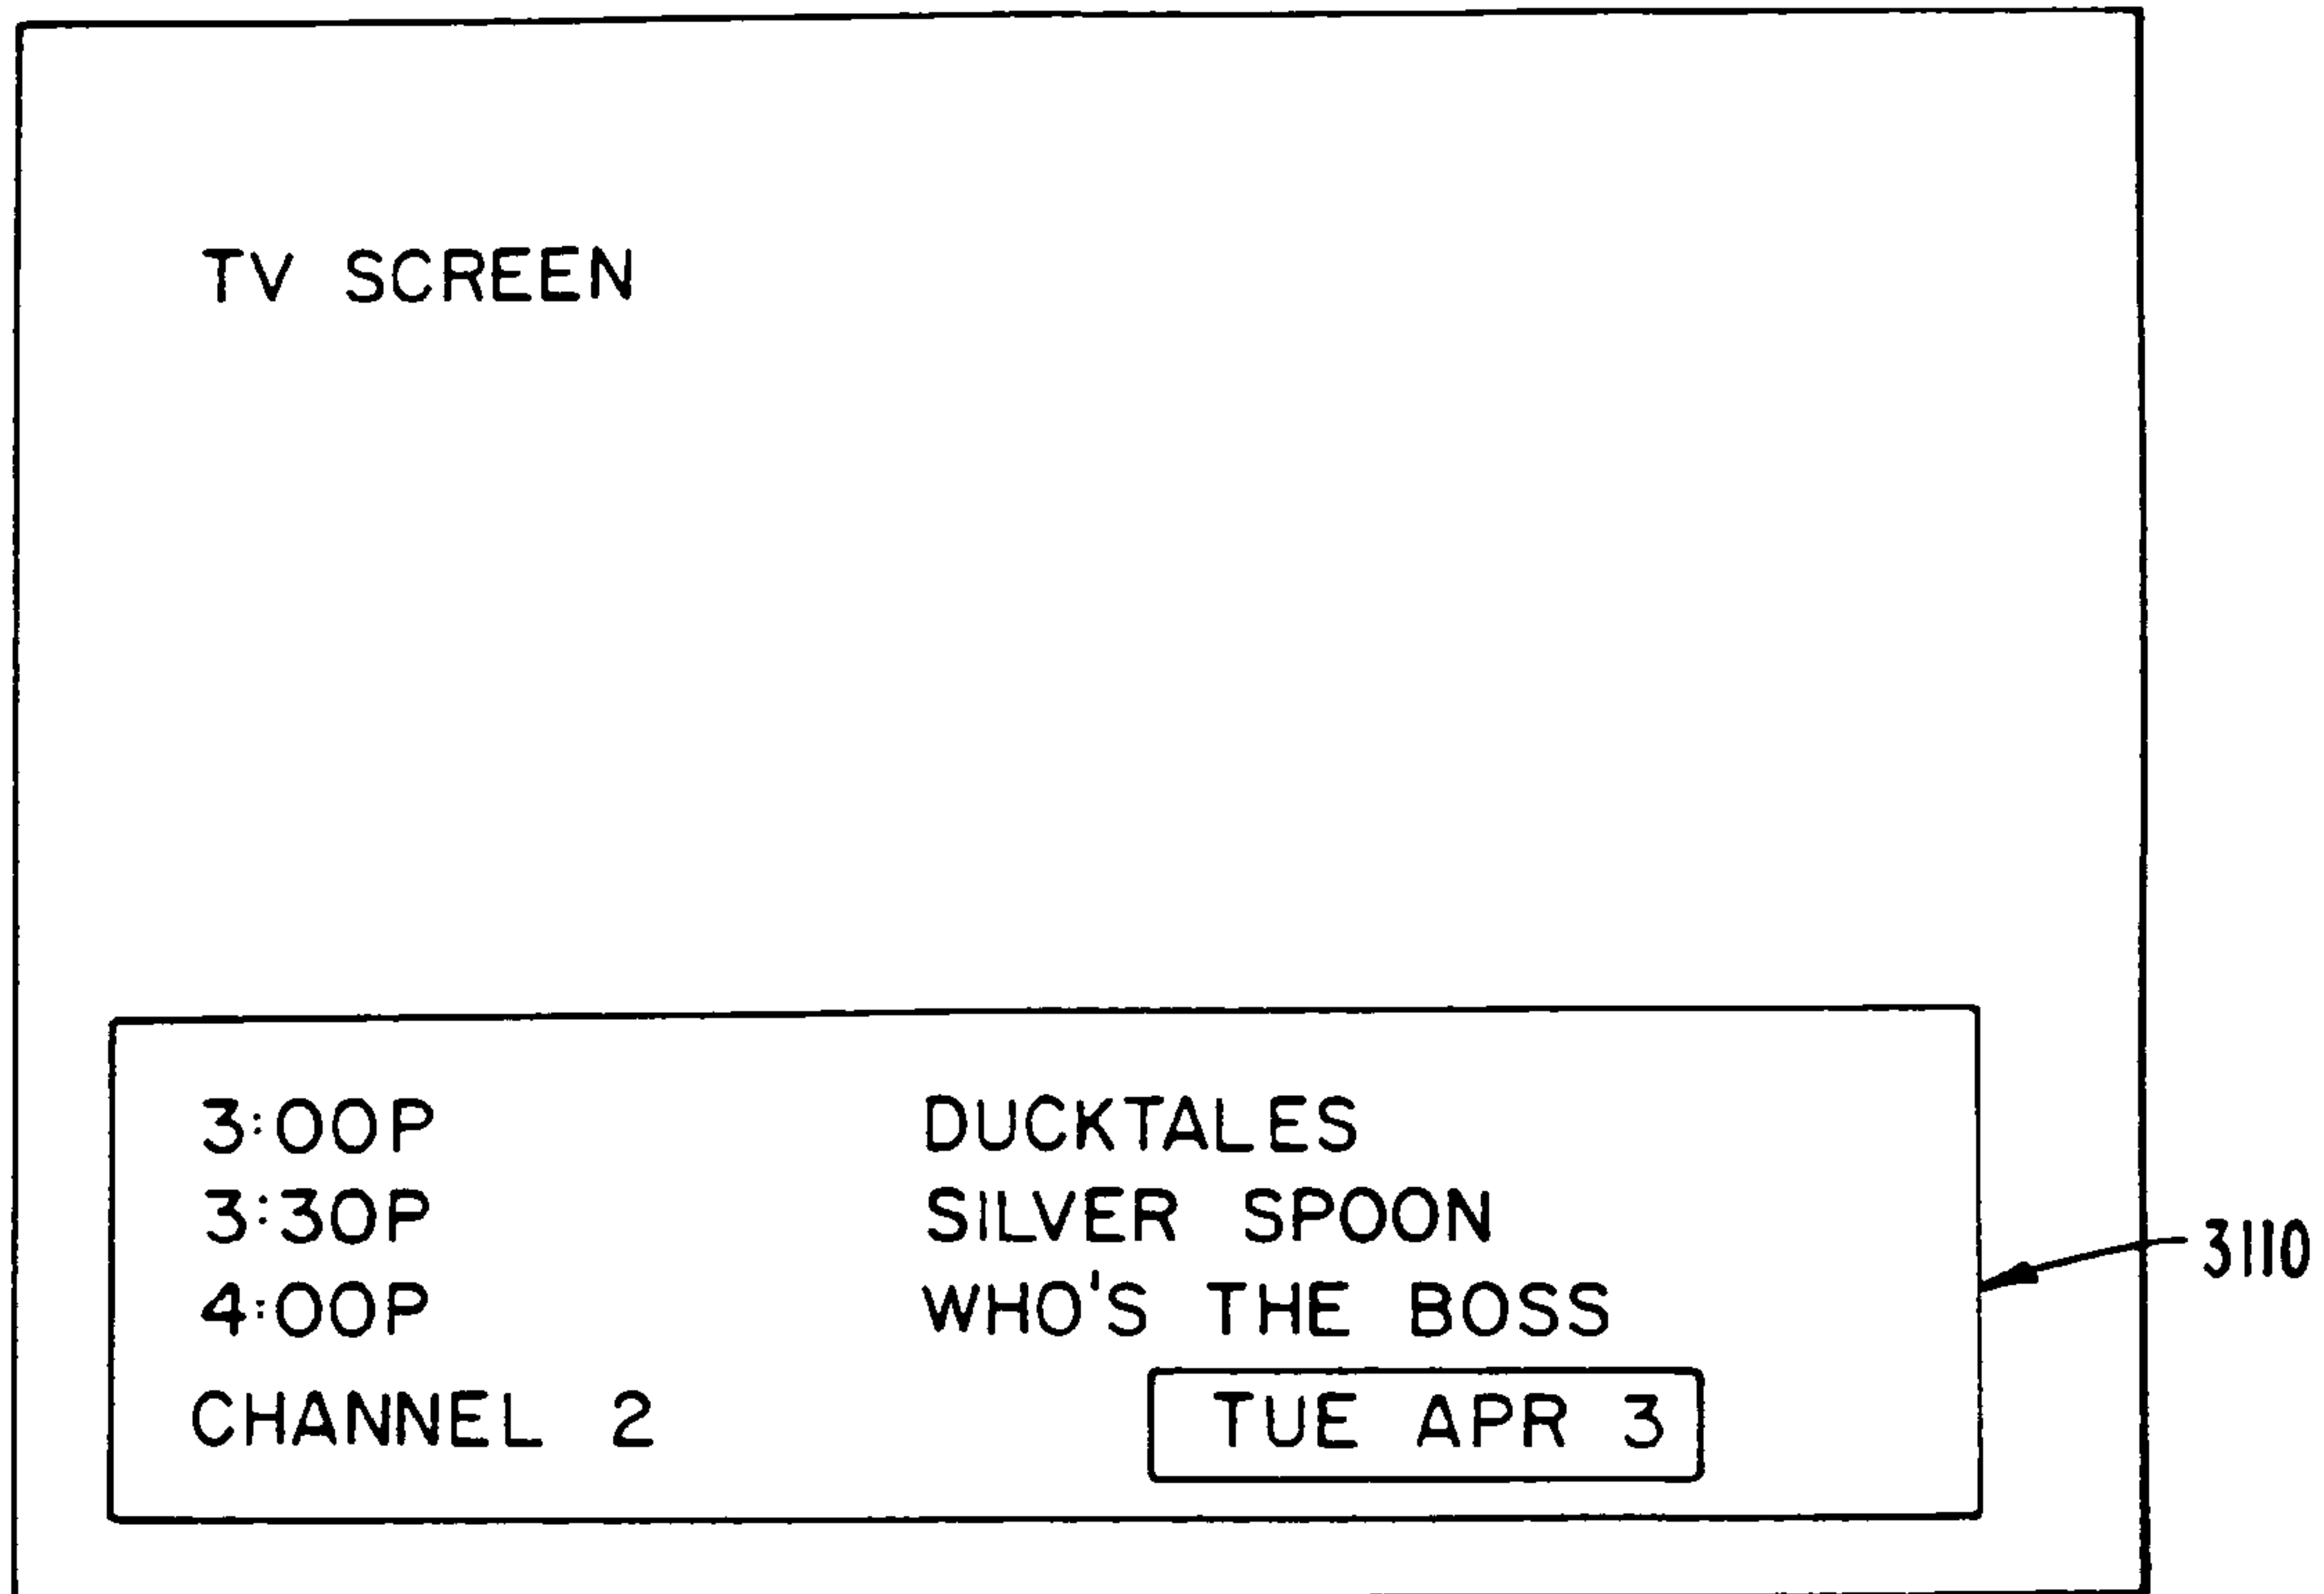 TV SCREEN
3:00P DUCKTALES
3:30P SILVER SPOON
4:00P WHO'S THE BOSS
CHANNEL 2 TUE APR 3
3110